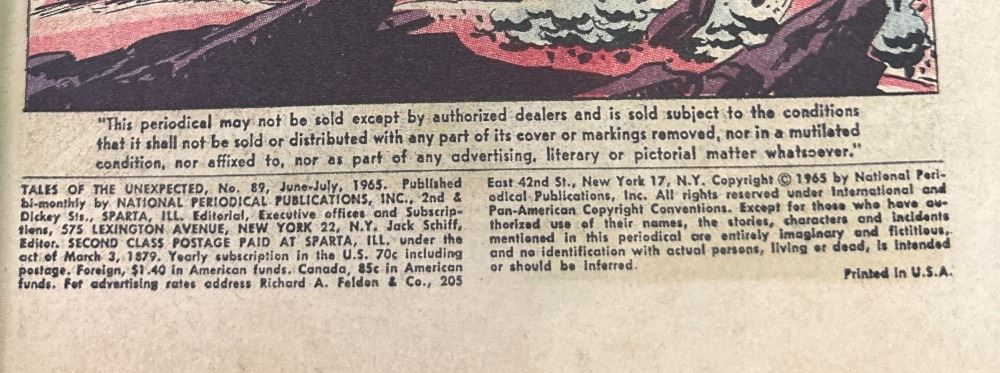 "This periodical may not be sold except by authorized dealers and is sold subject to the conditions
that it shall not be sold or distributed with any part of its cover or markings removed, nor in a mutilated
condition, nor affixed to, nor as part of any advertising, literary or pictorial matter whatsoever."
TALES OF THE UNEXPECTED, No. 89, June-July, 1965. Published
bi-monthly by NATIONAL PERIODICAL PUBLICATIONS, INC., 2nd &
Dickey Sts., SPARTA, ILL. Editorial, Executive offices and Subscrip-
tions, 575 LEXINGTON AVENUE, NEW YORK 22, N.Y. Jack Schiff,
Editor. SECOND CLASS POSTAGE PAID AT SPARTA, ILL. under the
act of March 3, 1879. Yearly subscription in the U.S. 70c including
postage. Foreign, $1.40 in American funds. Canada, 85c in American
funds. For advertising rates address Richard A. Feldon & Co., 205
East 42nd St., New York 17, N.Y. Copyright © 1965 by National Peri-
odical Publications, Inc. All rights reserved under International and
Pan-American Copyright Conventions. Except for those who have au-
thorized use of their names, the stories, characters and incidents
mentioned in this periodical are entirely imaginary and fictitious,
and no identification with actual persons, living or dead, is intended
or should be inferred.
Printed in U.S.A.